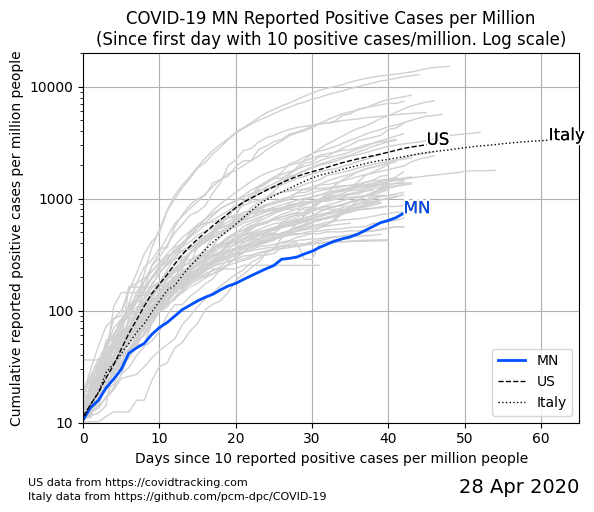 COVID-19 MN Reported Positive Cases per Million
(Since first day with 10 positive cases/million. Log scale)
Cumulative reported positive cases per million people
10000
1000
100
10
US
Italy
MN
MN
US
Italy
0 10 20 30 40 50 60
Days since 10 reported positive cases per million people
US data from https://covidtracking.com
Italy data from https://github.com/pcm-dpc/COVID-19
28 Apr 2020